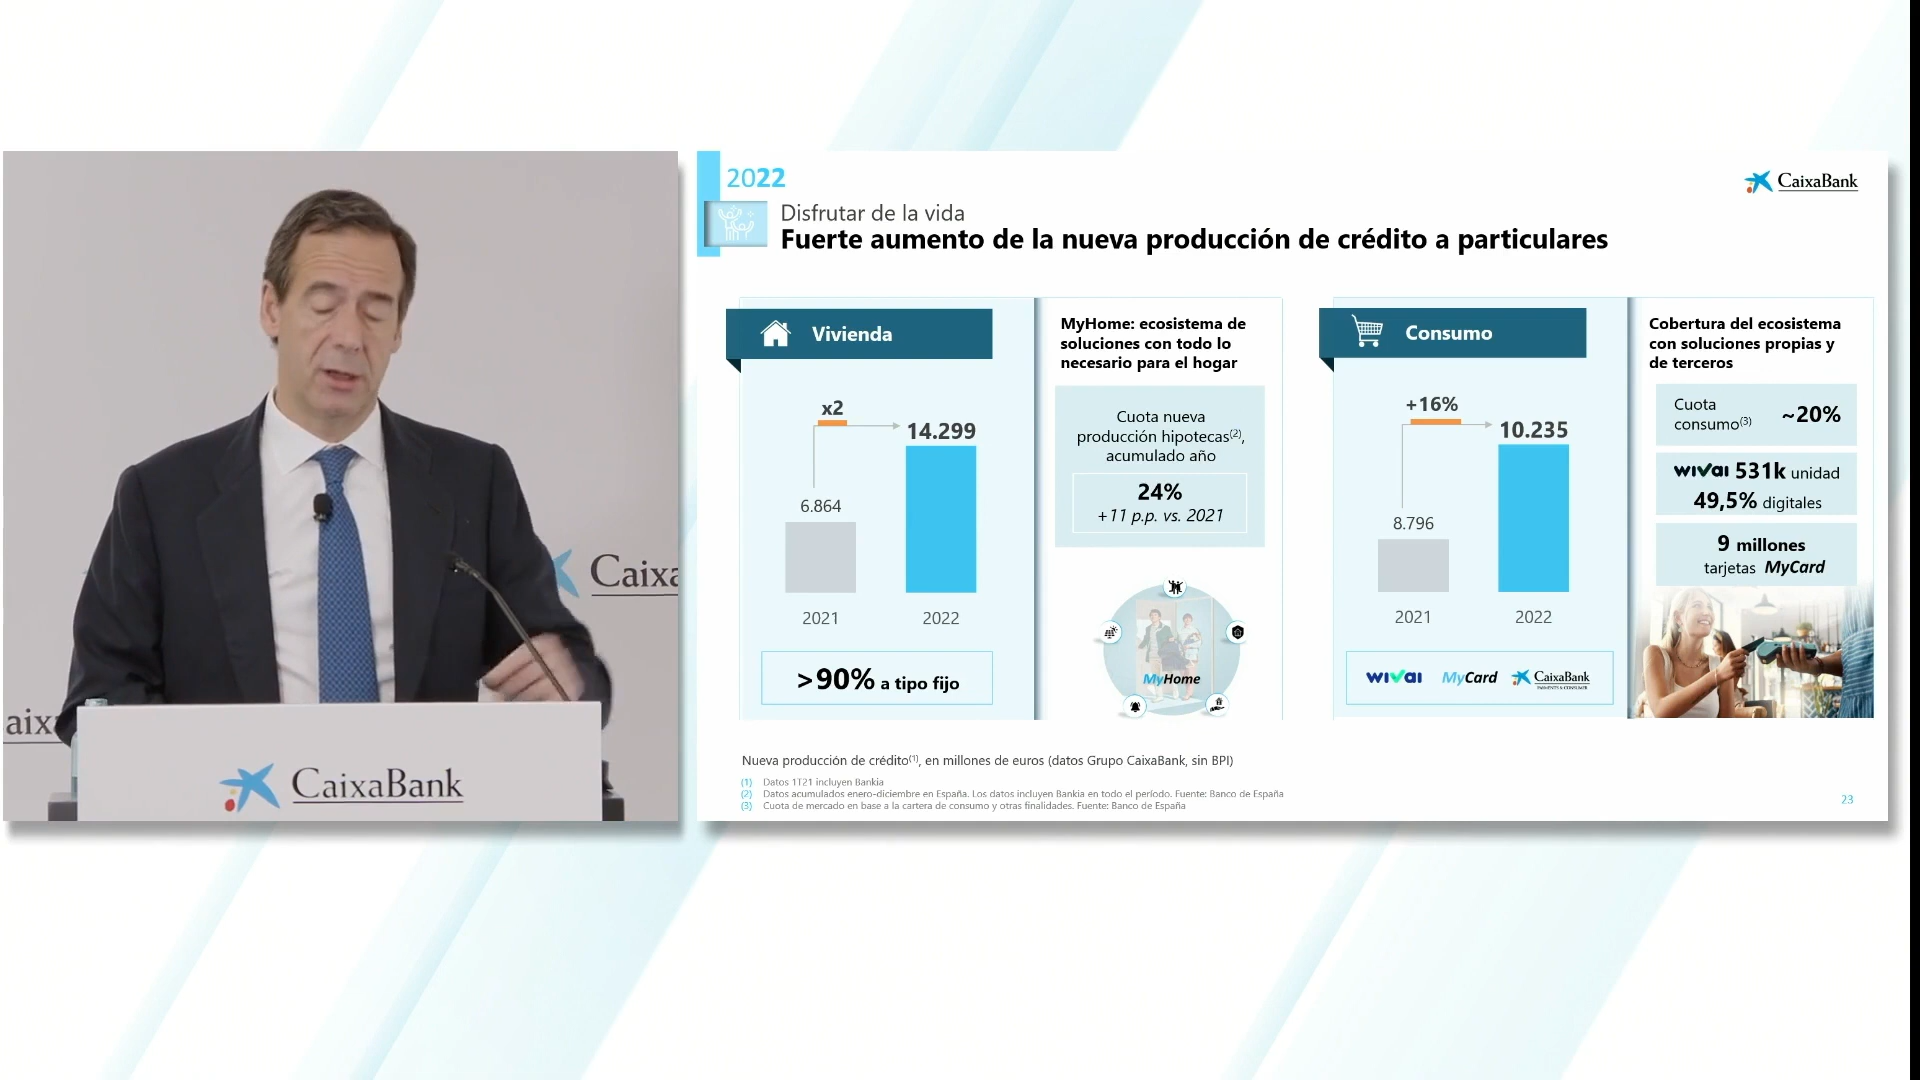 Caixa
aixa
CaixaBank
2022
CaixaBank
Disfrutar de la vida
Fuerte aumento de la nueva producción de crédito a particulares
Vivienda
x2
14.299
6.864
2021
2022
>90% a tipo fijo
MyHome: ecosistema de
soluciones con todo lo
necesario para el hogar
Cuota nueva
producción hipotecas(2),
acumulado año
24%
+11 p.p. vs. 2021
MyHome
Consumo
+16%
10.235
8.796
2021
2022
wivai MyCard CaixaBank
PAYMENTS & CONSUMER
Cobertura del ecosistema
con soluciones propias y
de terceros
Cuota
consumo(3)
~20%
wivai 531k unidad
49,5% digitales
9 millones
tarjetas MyCard
Nueva producción de crédito(1), en millones de euros (datos Grupo CaixaBank, sin BPI)
(1) Datos 1T21 incluyen Bankia
(2) Datos acumulados enero-diciembre en España. Los datos incluyen Bankia en todo el período. Fuente: Banco de España
(3) Cuota de mercado en base a la cartera de consumo y otras finalidades. Fuente: Banco de España
23